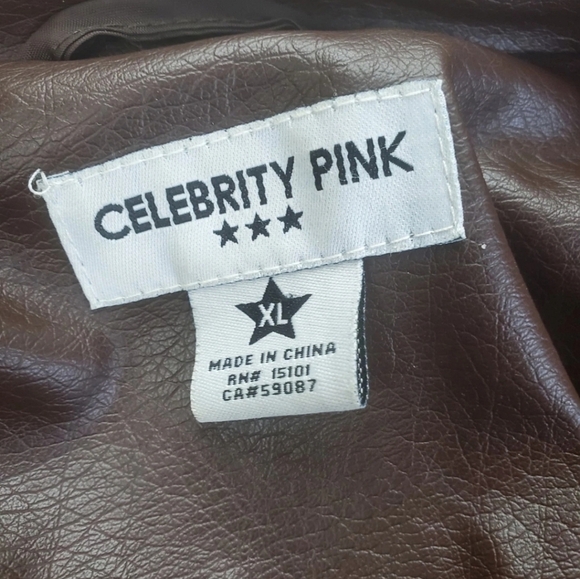 CELEBRITY PINK
XL
MADE IN CHINA
RN# 15101
CA#59087